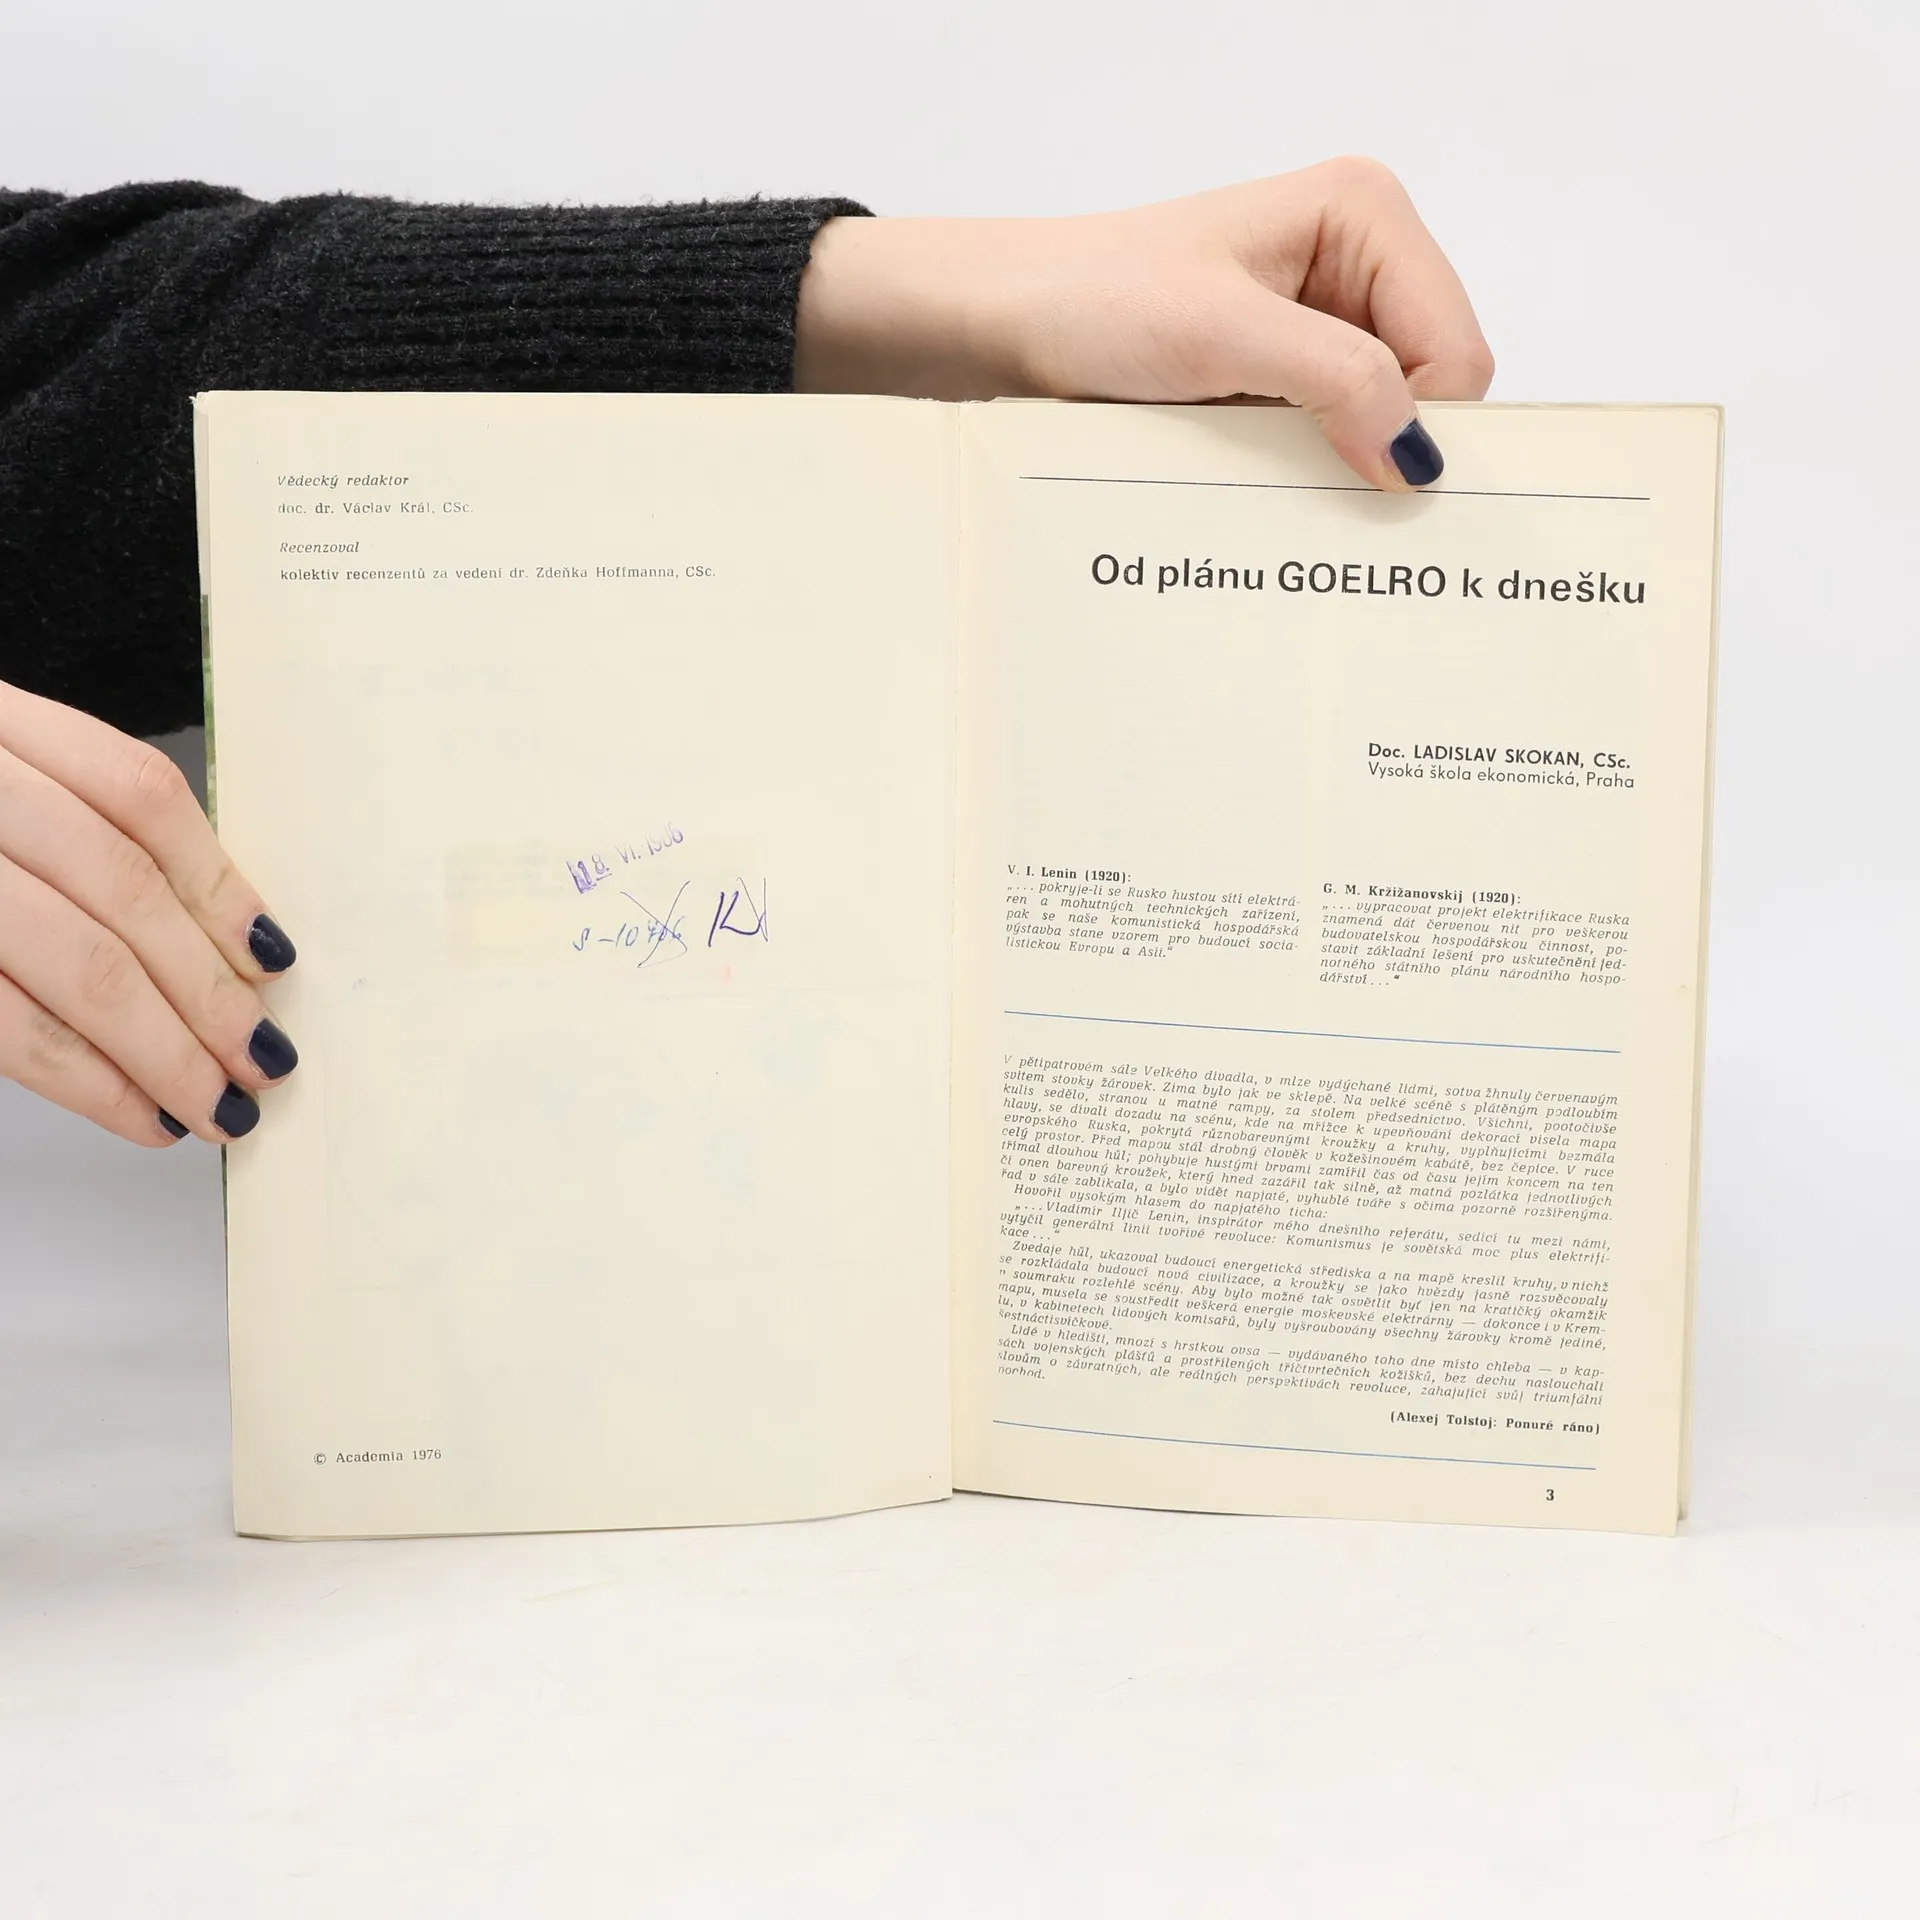 Vědecký redaktor
doc. dr. Václav Král, CSc.
Recenzoval
kolektiv recenzentů za vedení dr. Zdeňka Hoffmanna, CSc.
18. VI. 1986
S-10
© Academia 1976
Od plánu GOELRO k dnešku
Doc. LADISLAV SKOKAN, CSc.
Vysoká škola ekonomická, Praha
V. I. Lenin (1920):
„... pokryje-li se Rusko hustou sítí elektrá-
ren a mohutných technických zařízení,
pak se naše komunistická hospodářská
výstavba stane vzorem pro budoucí socia-
listickou Evropu a Asii.“
G. M. Kržižanovskij (1920):
„... vypracovat projekt elektrifikace Ruska
znamená dát červenou nit pro veškerou
budovatelskou hospodářskou činnost, po-
stavit základní lešení pro uskutečnění jed-
notného státního plánu národního hospo-
dářství...“
V pětipatrovém sále Velkého divadla, v mlze vydýchané lidmi, sotva žhnuly červenavým
svitem stovky žárovek. Zima bylo jak ve sklepě. Na velké scéně s plátěným podloubím
kulis sedělo, stranou u matné rampy, za stolem předsednictvo. Všichni, pootočivše
hlavy, se dívali dozadu na scénu, kde na mřížce k upevňování dekorací visela mapa
evropského Ruska, pokrytá různobarevnými kroužky a kruhy, vyplňujícími bezmála
celý prostor. Před mapou stál drobný člověk v kožešinovém kabátě, bez čepice. V ruce
třímal dlouhou hůl; pohybuje hustými brvami zamířil čas od času jejím koncem na ten
či onen barevný kroužek, který hned zazářil tak silně, až matná pozlátka jednotlivých
řad v sále zablikala, a bylo vidět napjaté, vyhublé tváře s očima pozorně rozšířenýma.
Hovořil vysokým hlasem do napjatého ticha:
„...Vladimír Iljič Lenin, inspirátor mého dnešního referátu, sedící tu mezi námi,
vytyčil generální linii tvořivé revoluce: Komunismus je sovětská moc plus elektrifi-
kace...“
Zvedaje hůl, ukazoval budoucí energetická střediska a na mapě kreslil kruhy, v nichž
se rozkládala budoucí nová civilizace, a kroužky se jako hvězdy jasně rozsvěcovaly
v soumraku rozlehlé scény. Aby bylo možné tak osvětlit byť jen na kratičký okamžik
mapu, musela se soustředit veškerá energie moskevské elektrárny — dokonce i v Krem-
lu, v kabinetech lidových komisařů, byly vyšroubovány všechny žárovky kromě jediné,
šestnáctisvíčkové.
Lidé v hledišti, mnozí s hrstkou ovsa — vydávaného toho dne místo chleba — v kap-
sách vojenských plášťů a prostřílených tříčtvrtečních kožíšků, bez dechu naslouchali
slovům o závratných, ale reálných perspektivách revoluce, zahajující svůj triumfální
pochod.
(Alexej Tolstoj: Ponuré ráno)
3